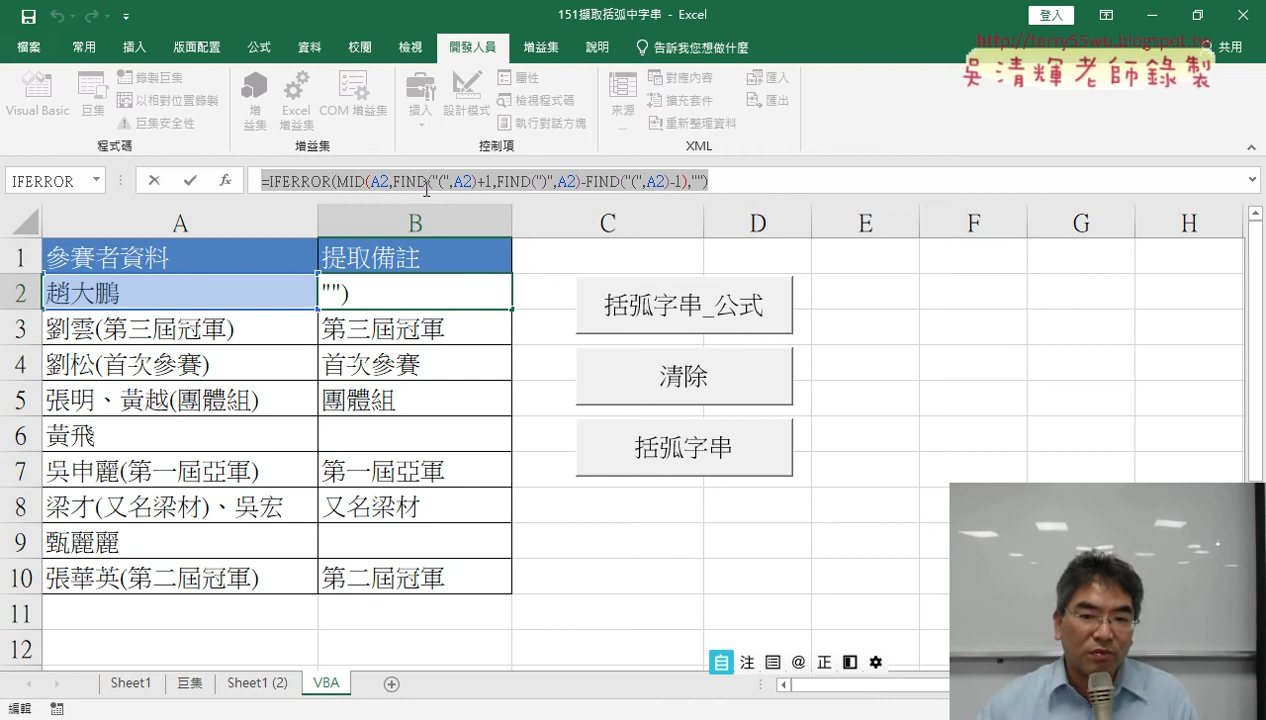 151擷取括弧中字串 - Excel
登入
檔案 常用 插入 版面配置 公式 資料 校閱 檢視 開發人員 增益集 說明 告訴我您想做什麼 共用
http://terry55wu.blogspot.tw
吳清輝老師錄製
Visual Basic 巨集 錄製巨集 以相對位置錄製 巨集安全性
增益集 Excel 增益集 COM 增益集
插入 設計模式 屬性 檢視程式碼 執行對話方塊
來源 ... 對應內容 擴充套件 重新整理資料 匯入 匯出
程式碼 增益集 控制項 XML
IFERROR fx =IFERROR(MID(A2,FIND("(",A2)+1,FIND(")",A2)-FIND("(",A2)-1),"")
A B C D E F G H
1 參賽者資料 提取備註
2 趙大鵬 "")
3 劉雲(第三屆冠軍) 第三屆冠軍
4 劉松(首次參賽) 首次參賽
5 張明、黃越(團體組) 團體組
6 黃飛
7 吳申麗(第一屆亞軍) 第一屆亞軍
8 梁才(又名梁材)、吳宏 又名梁材
9 甄麗麗
10 張華英(第二屆冠軍) 第二屆冠軍
11
12
括弧字串_公式
清除
括弧字串
自 注 @ 正
Sheet1 巨集 Sheet1 (2) VBA
編輯